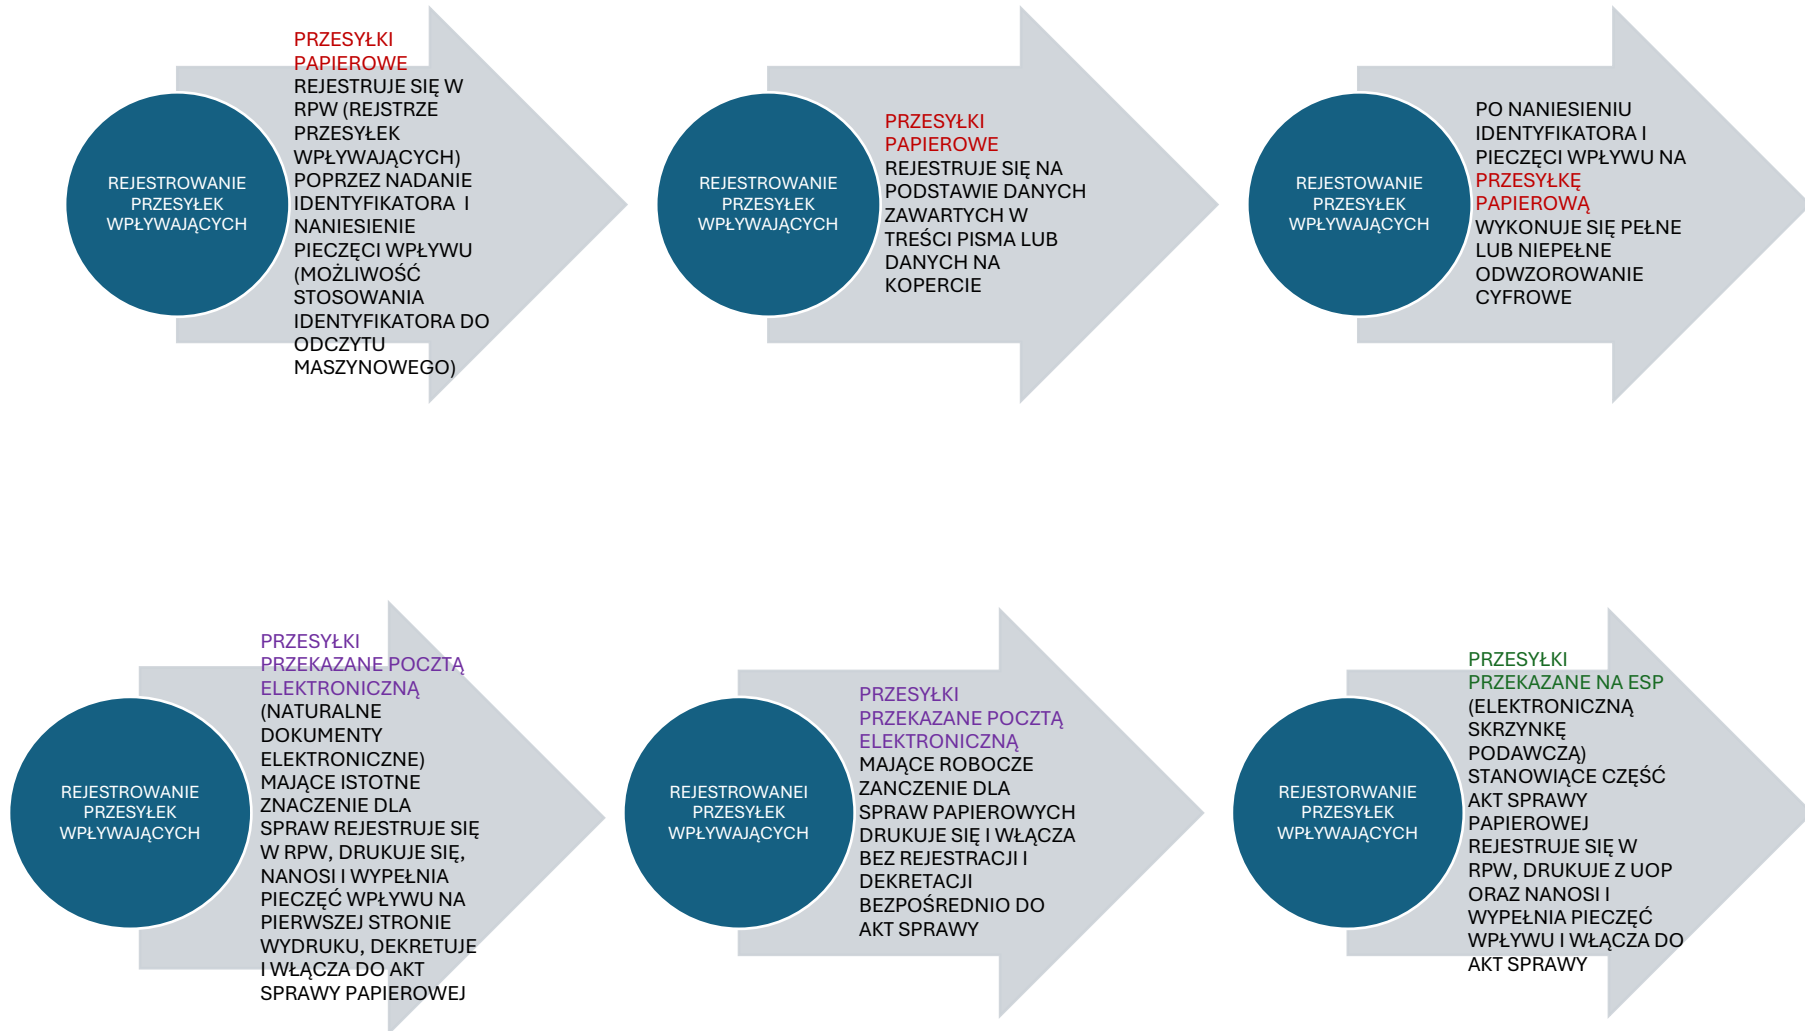 REJESTROWANIE
PRZESYŁEK
WPŁYWAJĄCYCH
PRZESYŁKI
PAPIEROWE
REJESTRUJE SIĘ W
RPW (REJSTRZE
PRZESYŁEK
WPŁYWAJĄCYCH)
POPRZEZ NADANIE
IDENTYFIKATORA I
NANIESIENIE
PIECZĘCI WPŁYWU
(MOŻLIWOŚĆ
STOSOWANIA
IDENTYFIKATORA DO
ODCZYTU
MASZYNOWEGO)
REJESTROWANIE
PRZESYŁEK
WPŁYWAJĄCYCH
PRZESYŁKI
PAPIEROWE
REJESTRUJE SIĘ NA
PODSTAWIE DANYCH
ZAWARTYCH W
TREŚCI PISMA LUB
DANYCH NA
KOPERCIE
REJESTOWANIE
PRZESYŁEK
WPŁYWAJĄCYCH
PO NANIESIENIU
IDENTYFIKATORA I
PIECZĘCI WPŁYWU NA
PRZESYŁKĘ
PAPIEROWĄ
WYKONUJE SIĘ PEŁNE
LUB NIEPEŁNE
ODWZOROWANIE
CYFROWE
REJESTROWANIE
PRZESYŁEK
WPŁYWAJĄCYCH
PRZESYŁKI
PRZEKAZANE POCZTĄ
ELEKTRONICZNĄ
(NATURALNE
DOKUMENTY
ELEKTRONICZNE)
MAJĄCE ISTOTNE
ZNACZENIE DLA
SPRAW REJESTRUJE SIĘ
W RPW, DRUKUJE SIĘ,
NANOSI I WYPEŁNIA
PIECZĘĆ WPŁYWU NA
PIERWSZEJ STRONIE
WYDRUKU, DEKRETUJE
I WŁĄCZA DO AKT
SPRAWY PAPIEROWEJ
REJESTROWANEI
PRZESYŁEK
WPŁYWAJĄCYCH
PRZESYŁKI
PRZEKAZANE POCZTĄ
ELEKTRONICZNĄ
MAJĄCE ROBOCZE
ZANCZENIE DLA
SPRAW PAPIEROWYCH
DRUKUJE SIĘ I WŁĄCZA
BEZ REJESTRACJI I
DEKRETACJI
BEZPOŚREDNIO DO
AKT SPRAWY
REJESTORWANIE
PRZESYŁEK
WPŁYWAJĄCYCH
PRZESYŁKI
PRZEKAZANE NA ESP
(ELEKTRONICZNĄ
SKRZYNKĘ
PODAWCZĄ)
STANOWIĄCE CZĘŚĆ
AKT SPRAWY
PAPIEROWEJ
REJESTRUJE SIĘ W
RPW, DRUKUJE Z UOP
ORAZ NANOSI I
WYPEŁNIA PIECZĘĆ
WPŁYWU I WŁĄCZA DO
AKT SPRAWY